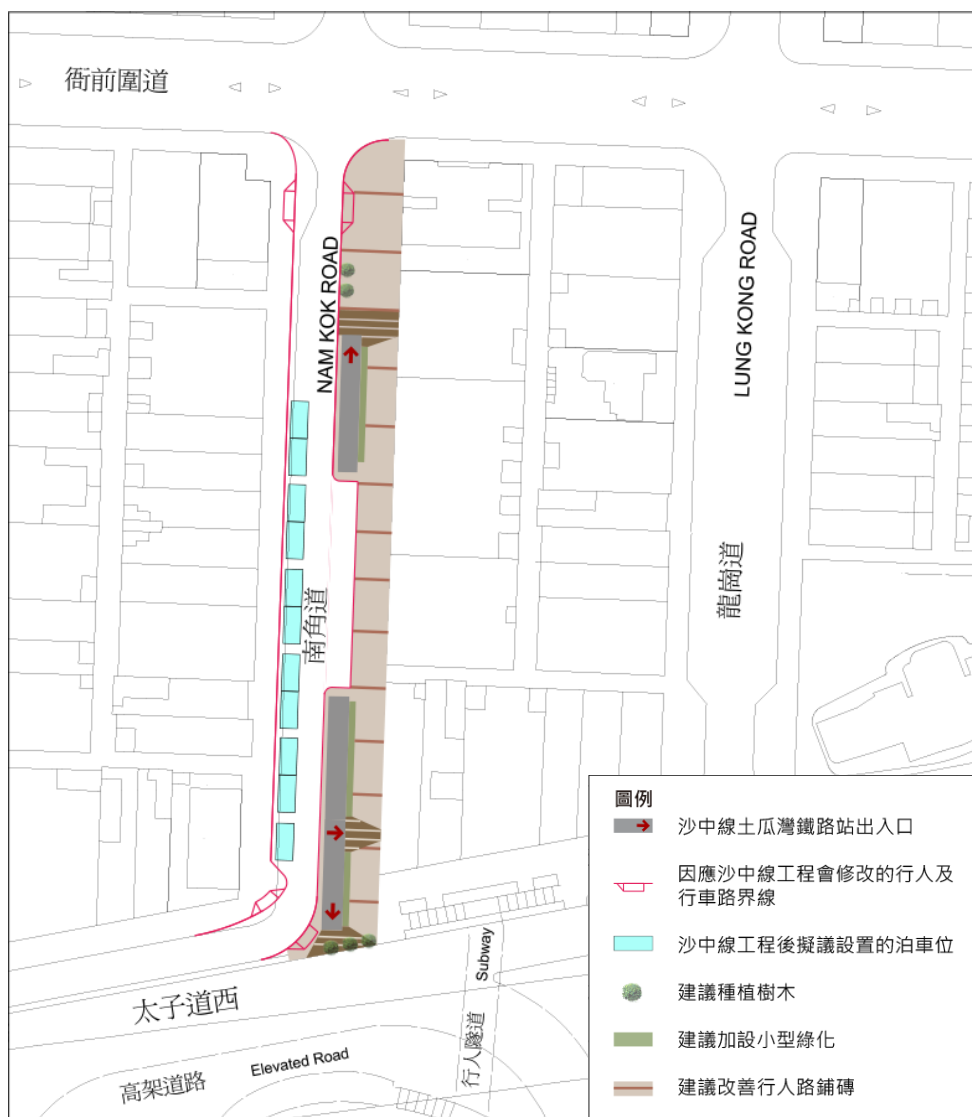 衙前圍道
NAM KOK ROAD
LUNG KONG ROAD
南角道
龍崗道
太子道西
高架道路
Elevated Road
行人隧道
Subway
圖例
沙中線土瓜灣鐵路站出入口
因應沙中線工程會修改的行人及
行車路界線
沙中線工程後擬議設置的泊車位
建議種植樹木
建議加設小型綠化
建議改善行人路鋪磚